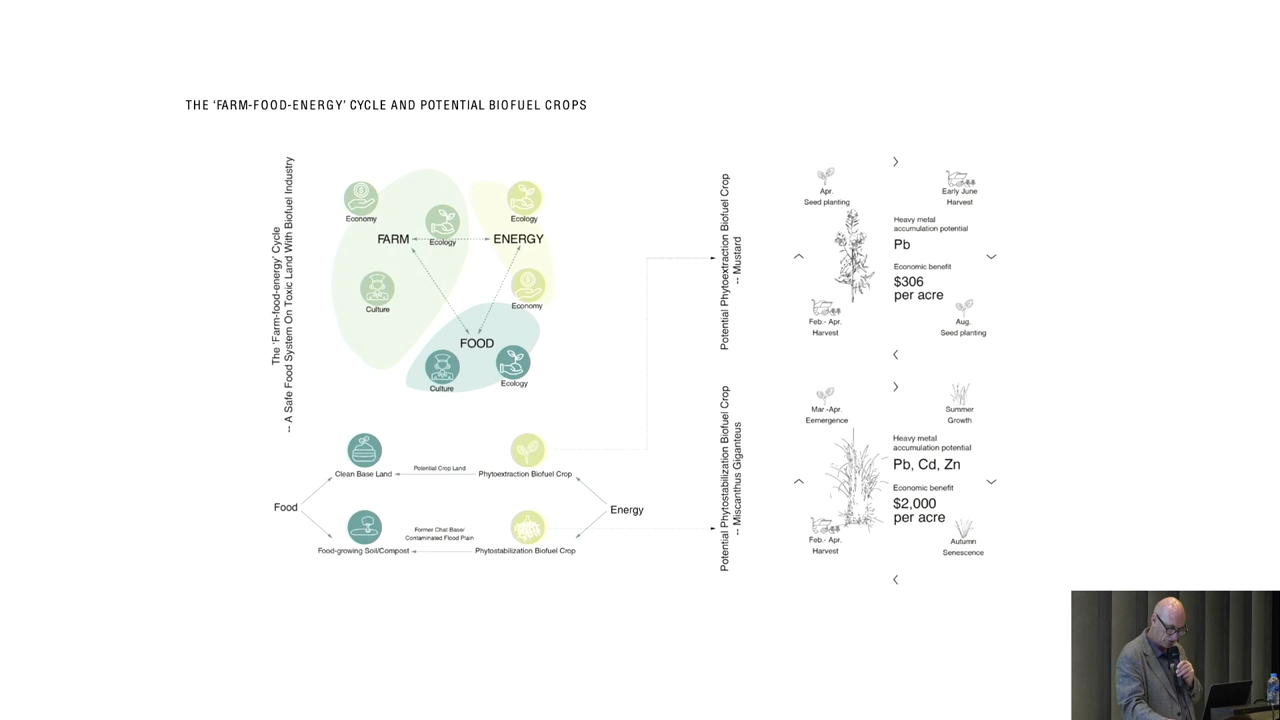 THE ‘FARM-FOOD-ENERGY’ CYCLE AND POTENTIAL BIOFUEL CROPS
The ‘Farm-food-energy’ Cycle
-- A Safe Food System On Toxic Land With Biofuel Industry
Economy
Ecology
Ecology
FARM
ENERGY
Culture
Economy
FOOD
Culture
Ecology
Clean Base Land
Potential Crop Land
Phytoextraction Biofuel Crop
Food
Energy
Former Chat Base/
Contaminated Flood Plain
Food-growing Soil/Compost
Phytostabilization Biofuel Crop
Potential Phytoextraction Biofuel Crop
-- Mustard
Apr.
Seed planting
Early June
Harvest
Heavy metal
accumulation potential
Pb
Economic benefit
$306
per acre
Feb.- Apr.
Harvest
Aug.
Seed planting
Potential Phytostabilization Biofuel Crop
-- Miscanthus Giganteus
Mar.-Apr.
Eemergence
Summer
Growth
Heavy metal
accumulation potential
Pb, Cd, Zn
Economic benefit
$2,000
per acre
Feb.- Apr.
Harvest
Autumn
Senescence